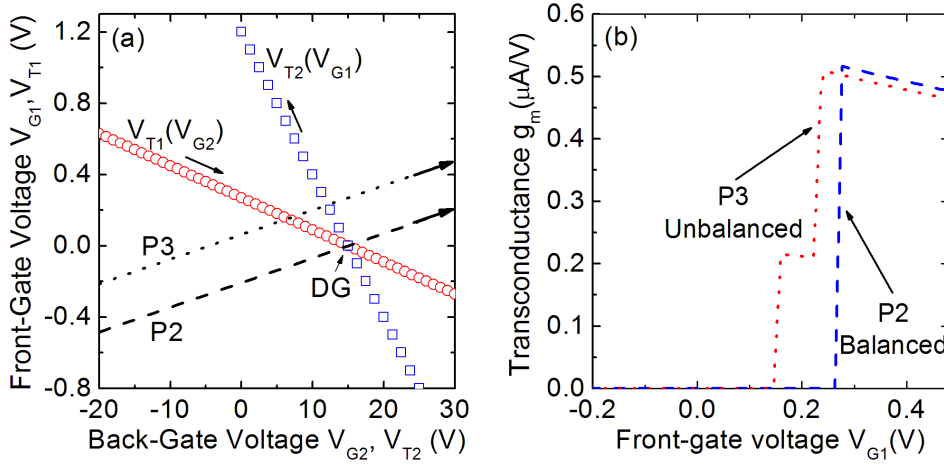 (a)
Front-Gate Voltage V_G1, V_T1 (V)
1.2
0.8
0.4
0.0
-0.4
-0.8
V_T2(V_G1)
V_T1(V_G2)
P3
P2
DG
-20 -10 0 10 20 30
Back-Gate Voltage V_G2, V_T2 (V)
(b)
Transconductance g_m(μA/V)
0.6
0.5
0.4
0.3
0.2
0.1
0.0
P3
Unbalanced
P2
Balanced
-0.2 0.0 0.2 0.4
Front-gate voltage V_G1(V)